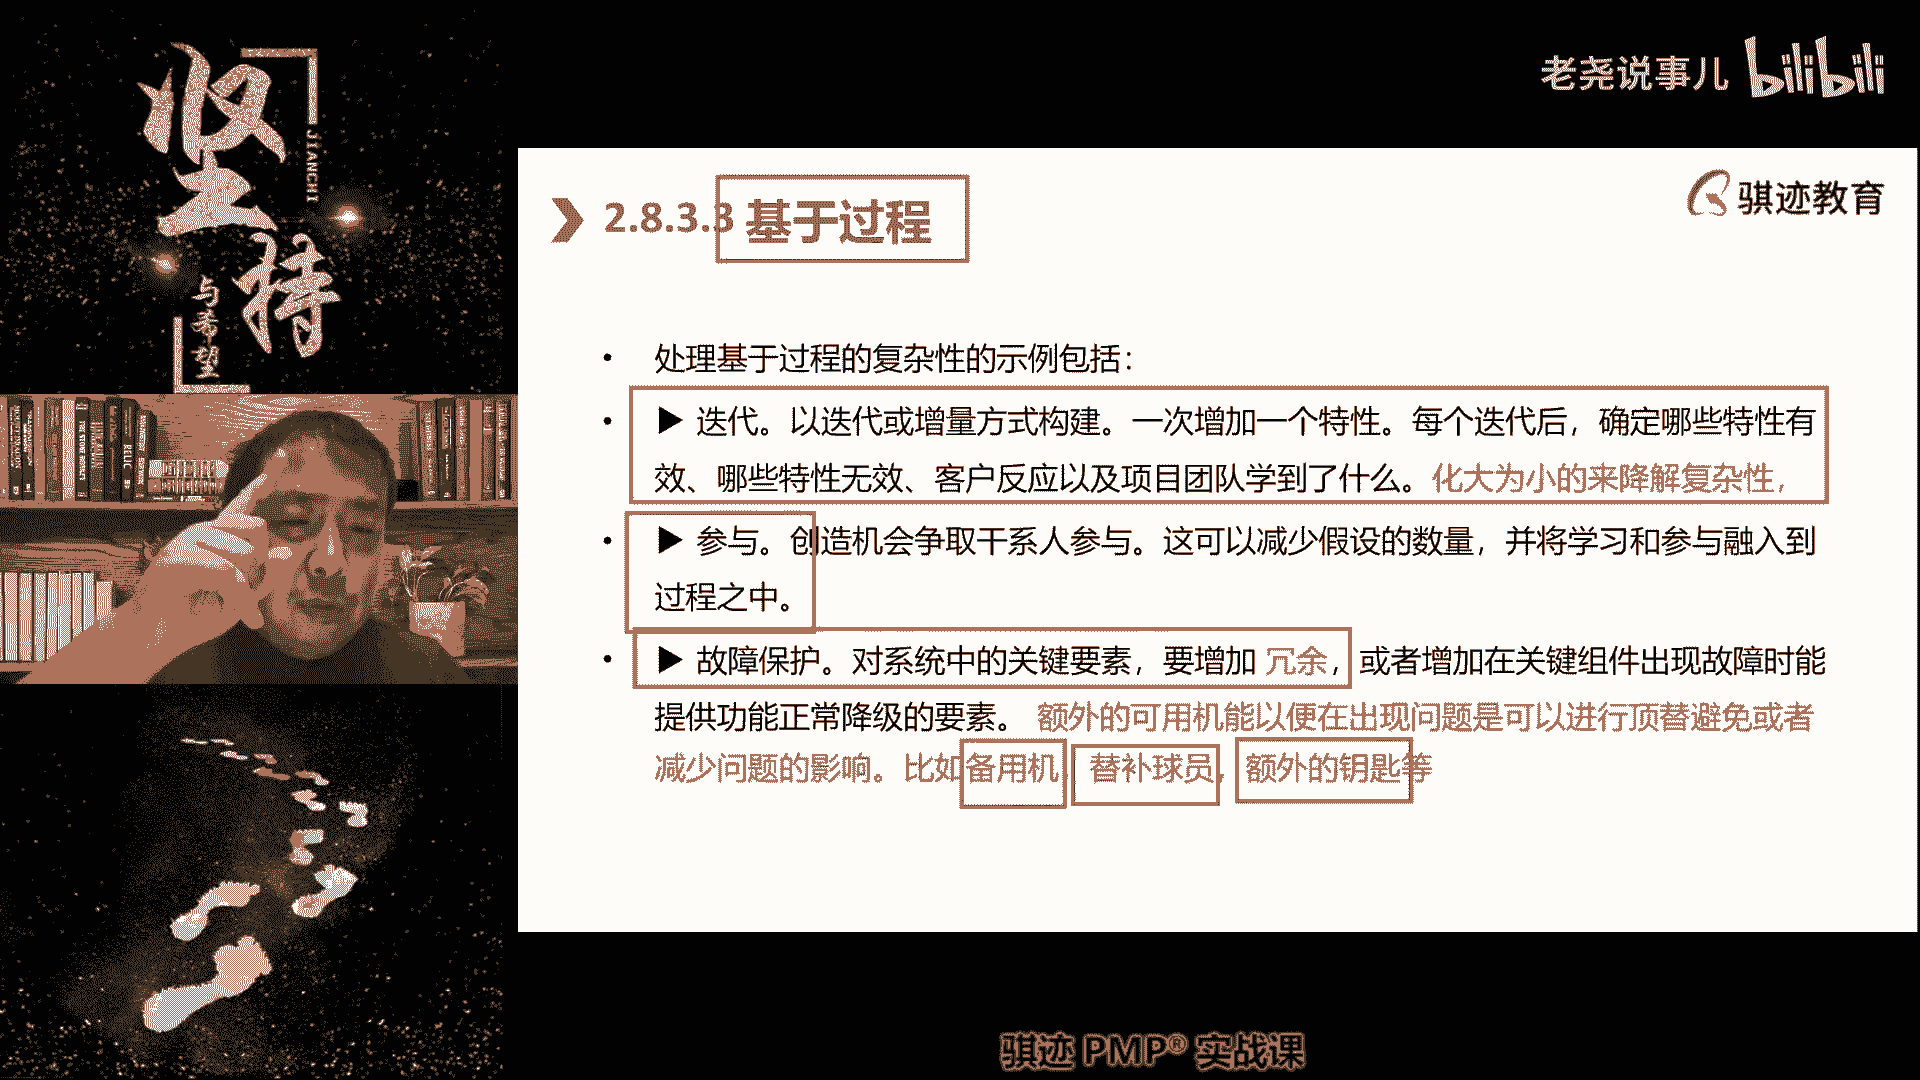 坚持
JIANCHI
与希望
老尧说事儿 bilibili
骐迹教育
2.8.3.3 基于过程
• 处理基于过程的复杂性的示例包括：
• ▶ 迭代。以迭代或增量方式构建。一次增加一个特性。每个迭代后，确定哪些特性有
效、哪些特性无效、客户反应以及项目团队学到了什么。化大为小的来降解复杂性，
• ▶ 参与。创造机会争取干系人参与。这可以减少假设的数量，并将学习和参与融入到
过程之中。
• ▶ 故障保护。对系统中的关键要素，要增加 冗余，或者增加在关键组件出现故障时能
提供功能正常降级的要素。 额外的可用机能以便在出现问题是可以进行顶替避免或者
减少问题的影响。比如备用机，替补球员，额外的钥匙等
骐迹 PMP® 实战课